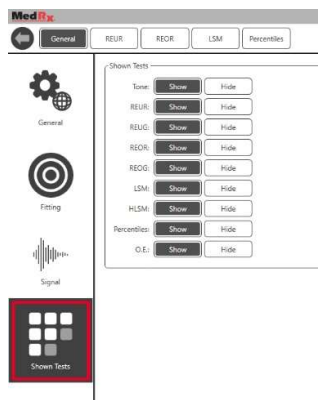 MedRx
General REUR REOR LSM Percentiles
Shown Tests
Tone: Show Hide
REUR: Show Hide
REUG: Show Hide
REOR: Show Hide
REOG: Show Hide
LSM: Show Hide
HLSM: Show Hide
Percentiles: Show Hide
O.E.: Show Hide
General
Fitting
Signal
Shown Tests